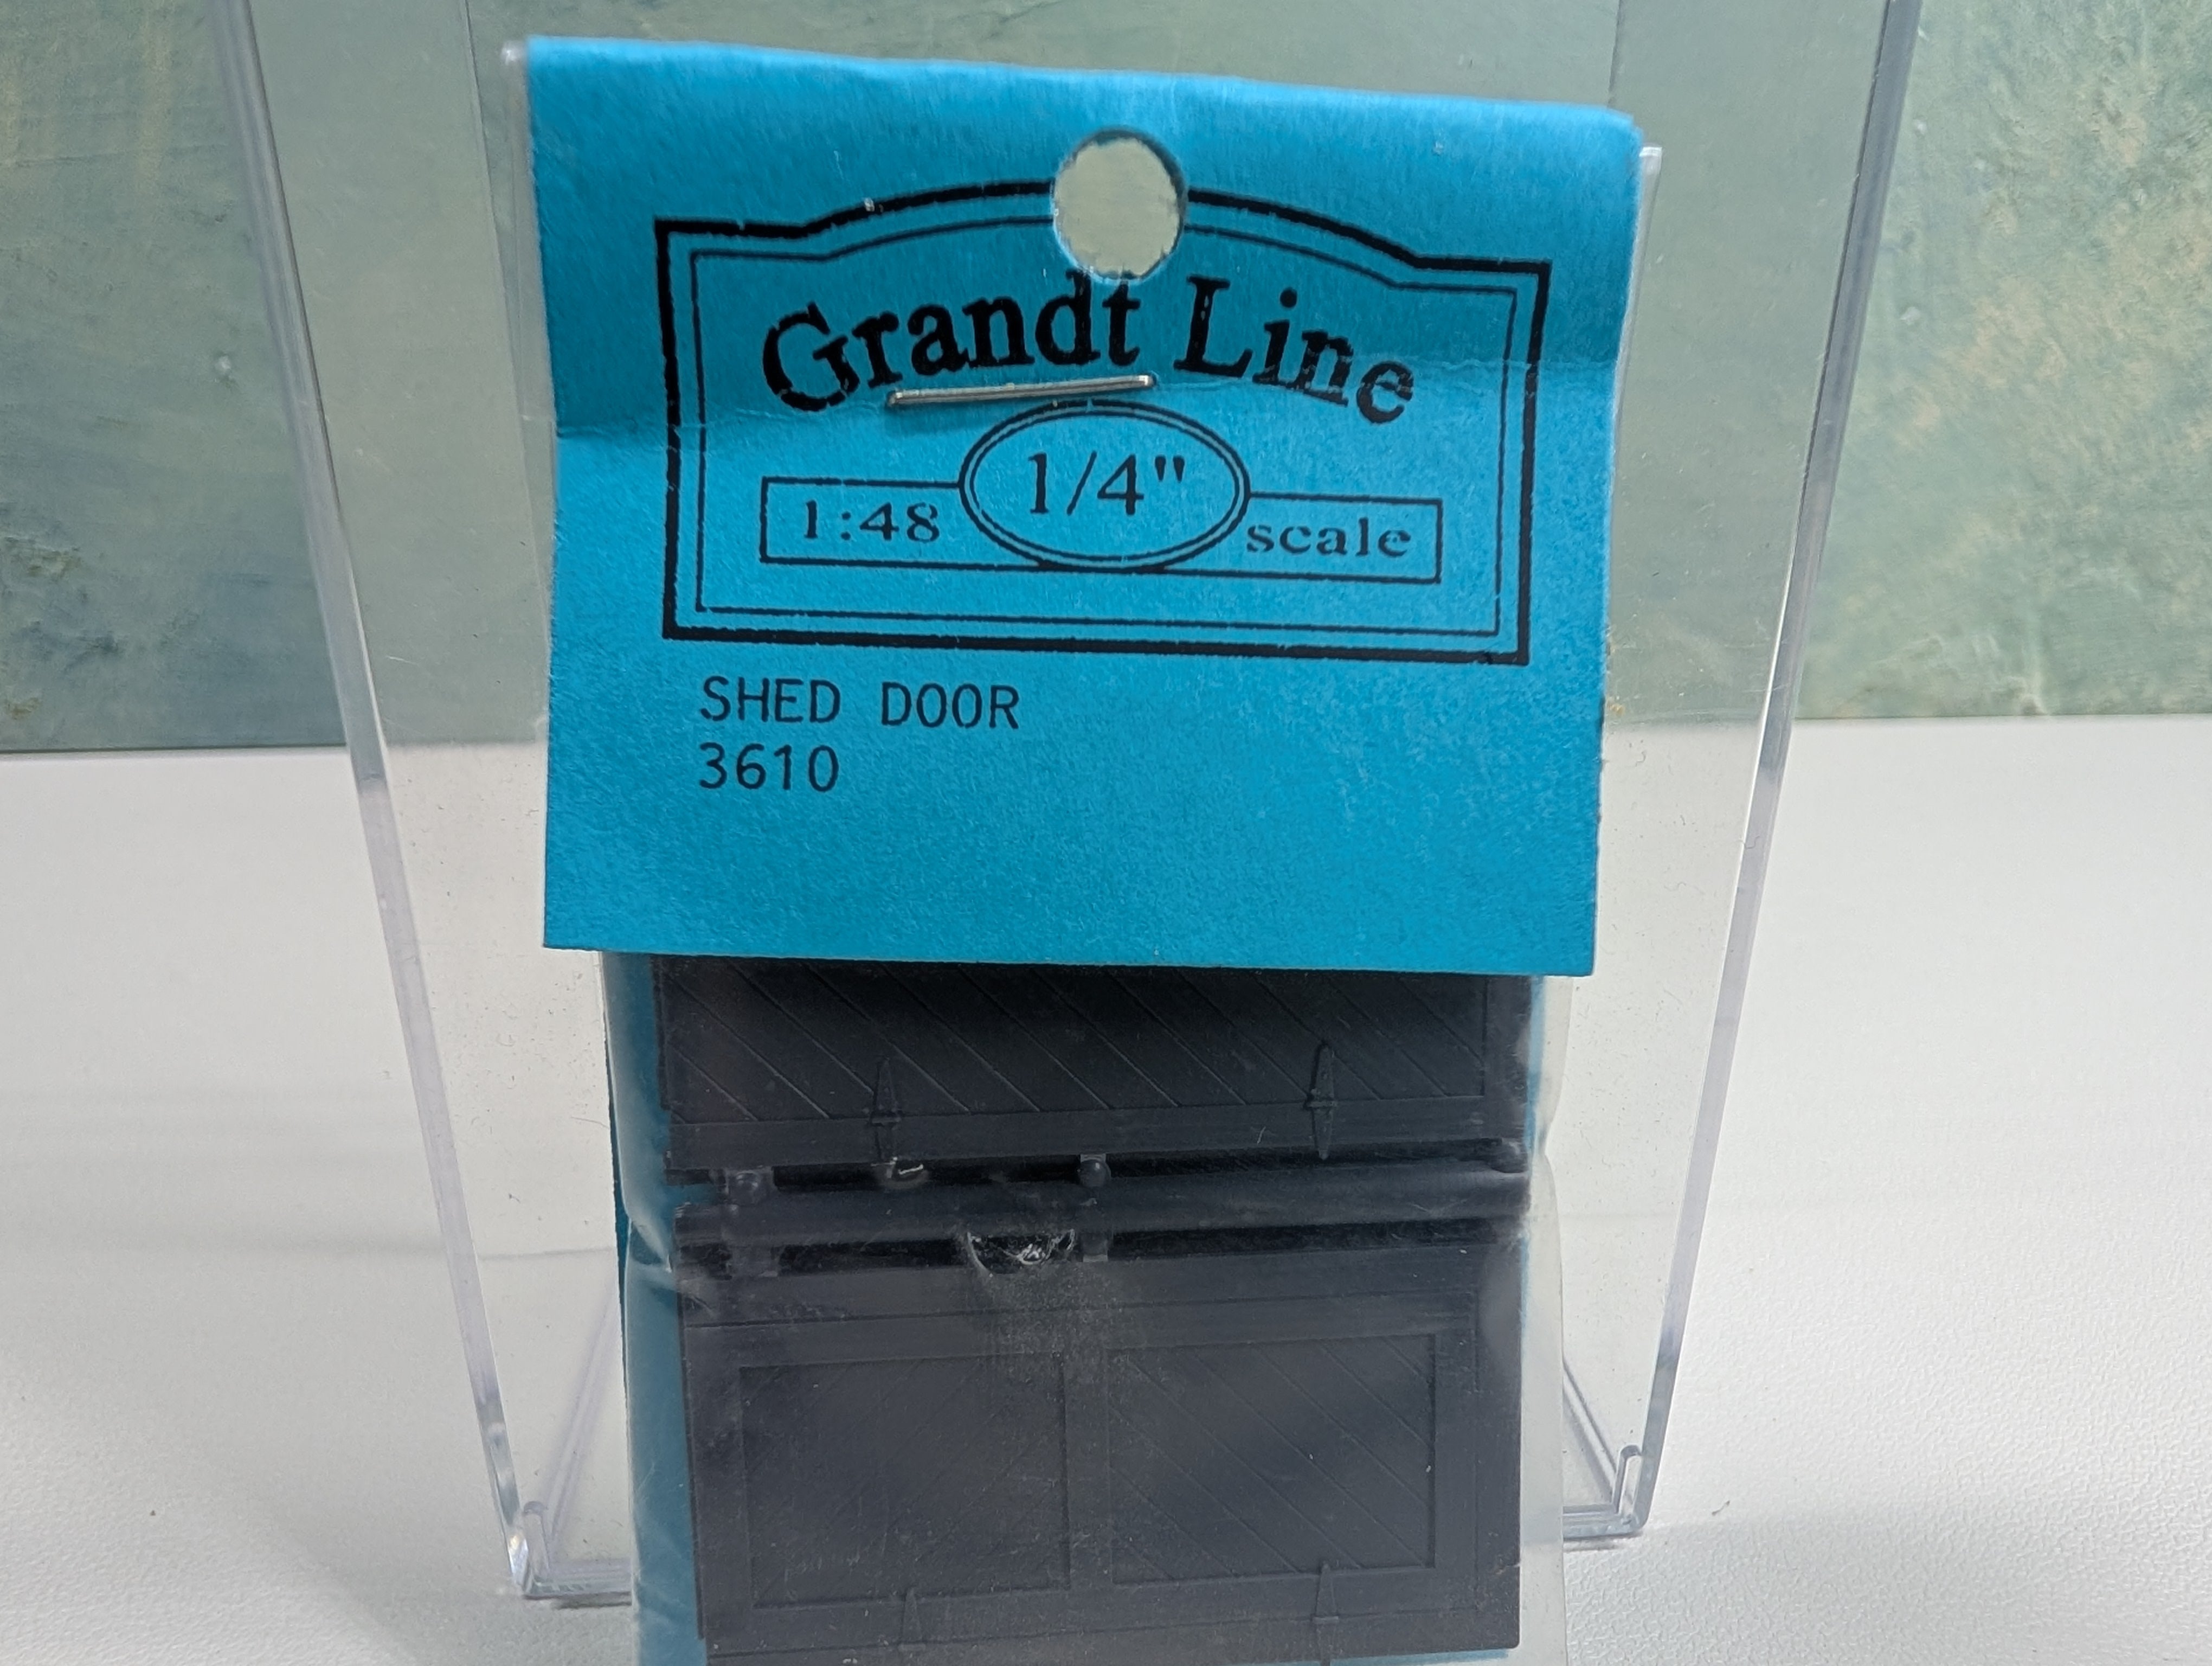 Grandt Line
1:48 1/4" scale
SHED DOOR
3610